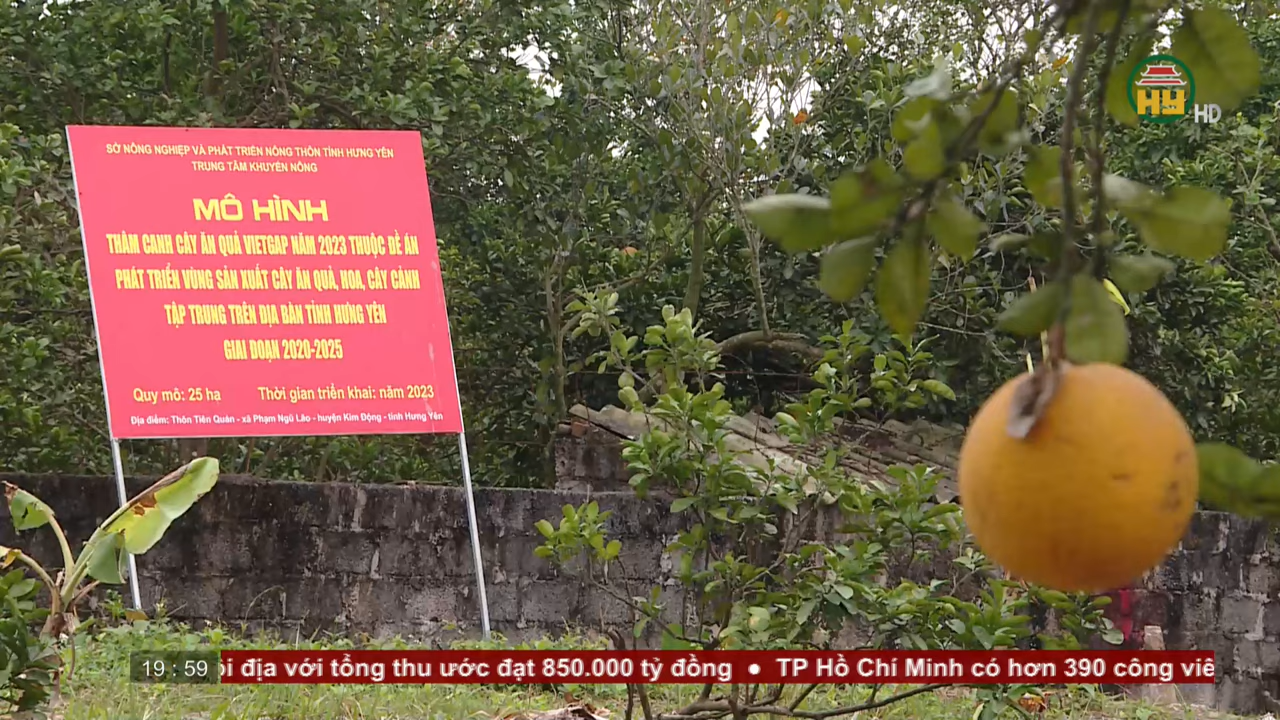 HY HD
SỞ NÔNG NGHIỆP VÀ PHÁT TRIỂN NÔNG THÔN TỈNH HƯNG YÊN
TRUNG TÂM KHUYẾN NÔNG
MÔ HÌNH
THÂM CANH CÂY ĂN QUẢ VIETGAP NĂM 2023 THUỘC ĐỀ ÁN
PHÁT TRIỂN VÙNG SẢN XUẤT CÂY ĂN QUẢ, HOA, CÂY CẢNH
TẬP TRUNG TRÊN ĐỊA BÀN TỈNH HƯNG YÊN
GIAI ĐOẠN 2020-2025
Quy mô: 25 ha Thời gian triển khai: năm 2023
Địa điểm: Thôn Tiên Quán - xã Phạm Ngũ Lão - huyện Kim Động - tỉnh Hưng Yên
19 : 59 ội địa với tổng thu ước đạt 850.000 tỷ đồng ● TP Hồ Chí Minh có hơn 390 công viê